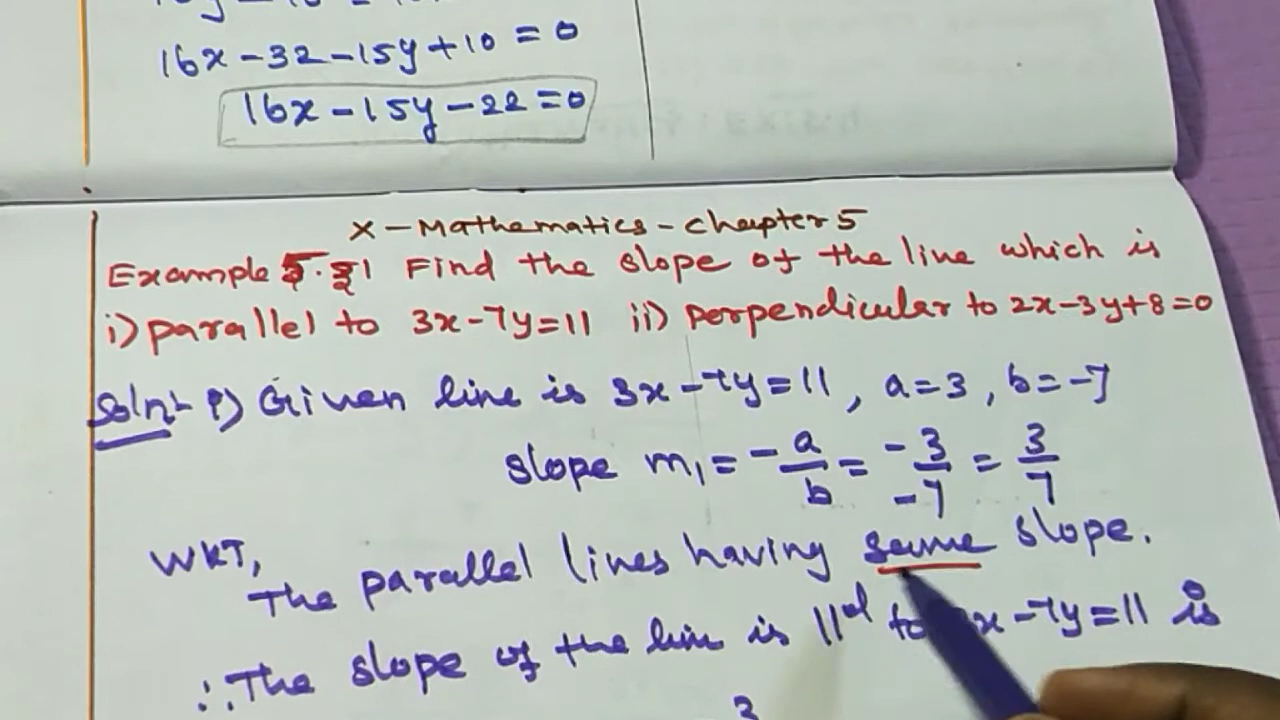 16x-32-15y+10=0
16x-15y-22=0
X-Mathematics-Chapter 5
Example 5.31 Find the slope of the line which is
i) parallel to 3x-7y=11 ii) perpendicular to 2x-3y+8=0
Soln:- i) Given line is 3x-7y=11, a=3, b=-7
slope m₁ = -a/b = -3/-7 = 3/7
WKT,
The parallel lines having same slope.
∴ The slope of the line is 11el to x-7y=11 is
3